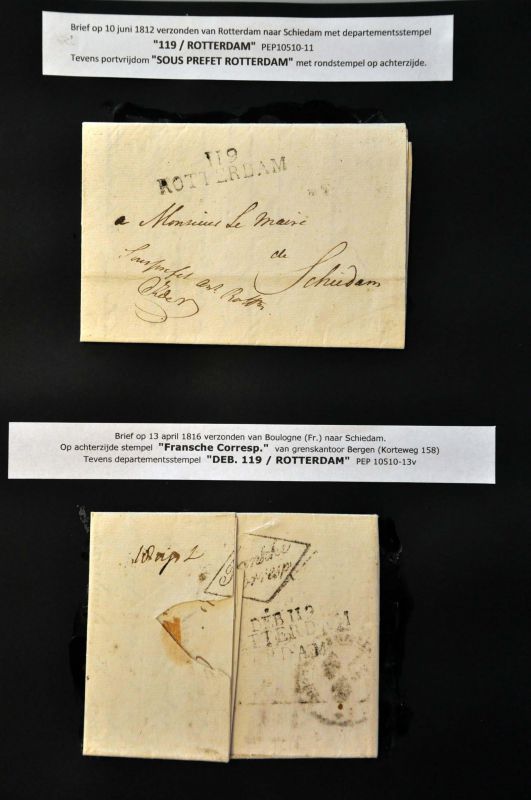 Brief op 10 juni 1812 verzonden van Rotterdam naar Schiedam met departementsstempel
"119 / ROTTERDAM" PEP10510-11
Tevens portvrijdom "SOUS PREFET ROTTERDAM" met rondstempel op achterzijde.
119
ROTTERDAM
a Monsieur Le Maire
de
Schiedam
Brief op 13 april 1816 verzonden van Boulogne (Fr.) naar Schiedam.
Op achterzijde stempel "Fransche Corresp." van grenskantoor Bergen (Korteweg 158)
Tevens departementsstempel "DEB. 119 / ROTTERDAM" PEP 10510-13v
DEB 119